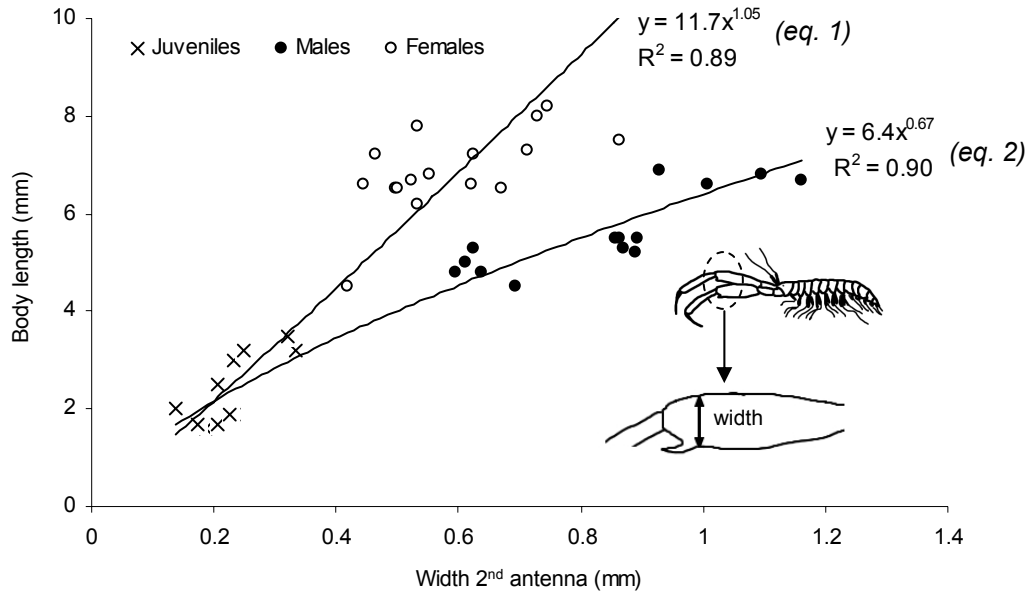 10
8
6
4
2
0
Body length (mm)
× Juveniles ● Males ○ Females
y = 11.7x^1.05 (eq. 1)
R² = 0.89
y = 6.4x^0.67 (eq. 2)
R² = 0.90
width
0 0.2 0.4 0.6 0.8 1 1.2 1.4
Width 2nd antenna (mm)